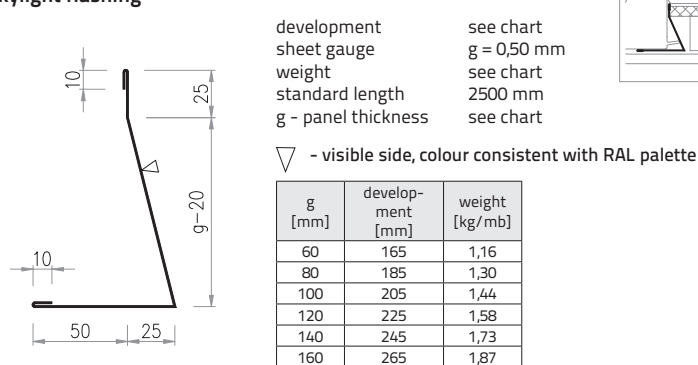 development see chart
sheet gauge g = 0,50 mm
weight see chart
standard length 2500 mm
g - panel thickness see chart
- visible side, colour consistent with RAL palette
10
25
g–20
10
50
25
g [mm] develop-ment [mm] weight [kg/mb]
60 165 1,16
80 185 1,30
100 205 1,44
120 225 1,58
140 245 1,73
160 265 1,87